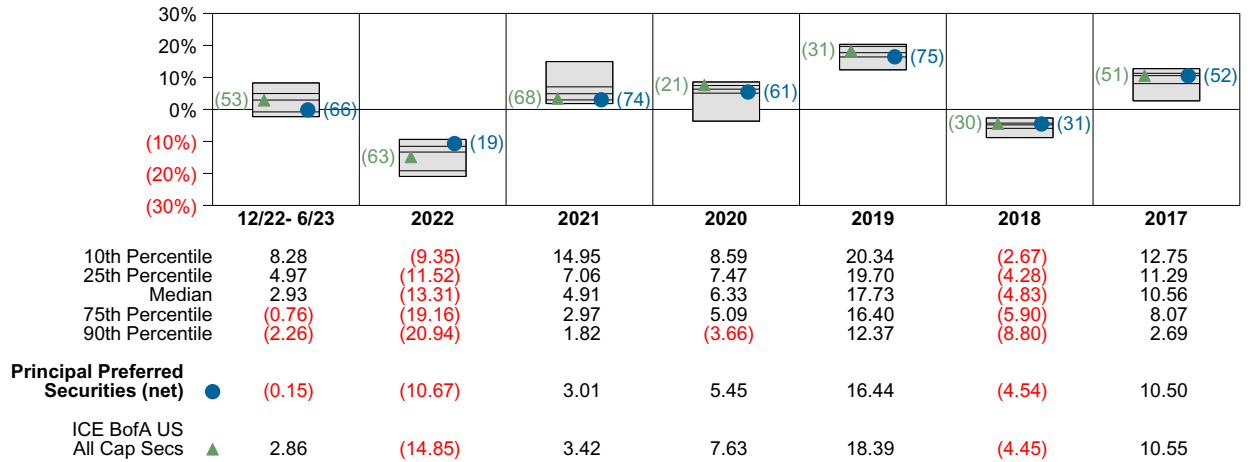 30%
20%
10%
0%
(10%)
(20%)
(30%)
(53) (66)
(63) (19)
(68) (74)
(21) (61)
(31) (75)
(30) (31)
(51) (52)
12/22- 6/23 2022 2021 2020 2019 2018 2017
10th Percentile 8.28 (9.35) 14.95 8.59 20.34 (2.67) 12.75
25th Percentile 4.97 (11.52) 7.06 7.47 19.70 (4.28) 11.29
Median 2.93 (13.31) 4.91 6.33 17.73 (4.83) 10.56
75th Percentile (0.76) (19.16) 2.97 5.09 16.40 (5.90) 8.07
90th Percentile (2.26) (20.94) 1.82 (3.66) 12.37 (8.80) 2.69
Principal Preferred
Securities (net) (0.15) (10.67) 3.01 5.45 16.44 (4.54) 10.50
ICE BofA US
All Cap Secs 2.86 (14.85) 3.42 7.63 18.39 (4.45) 10.55